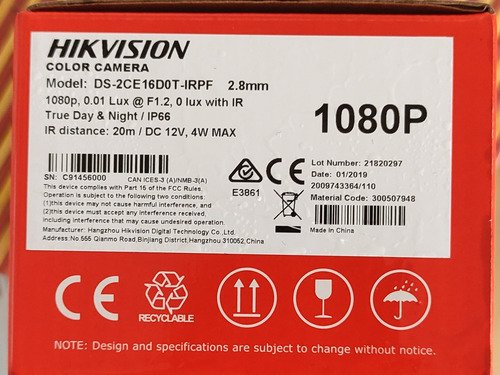 HIKVISION
COLOR CAMERA
Model: DS-2CE16D0T-IRPF 2.8mm
1080p, 0.01 Lux @ F1.2, 0 lux with IR
True Day & Night / IP66
IR distance: 20m / DC 12V, 4W MAX
1080P
SN: C91456000
CAN ICES-3 (A)/NMB-3(A)
This device complies with Part 15 of the FCC Rules.
Operation is subject to the following two conditions:
(1)this device may not cause harmful interference, and
(2)this device must accept any interference received,
including interference that may cause undesired operation.
Manufacturer: Hangzhou Hikvision Digital Technology Co.,Ltd.
Address:No.555 Qianmo Road,Binjiang District,Hangzhou 310052,China
E3861
CE
Lot Number: 21820297
Date: 01/2019
2009743364/110
Material Code: 300507948
Made In China
CE
RECYCLABLE
NOTE: Design and specifications are subject to change without notice.